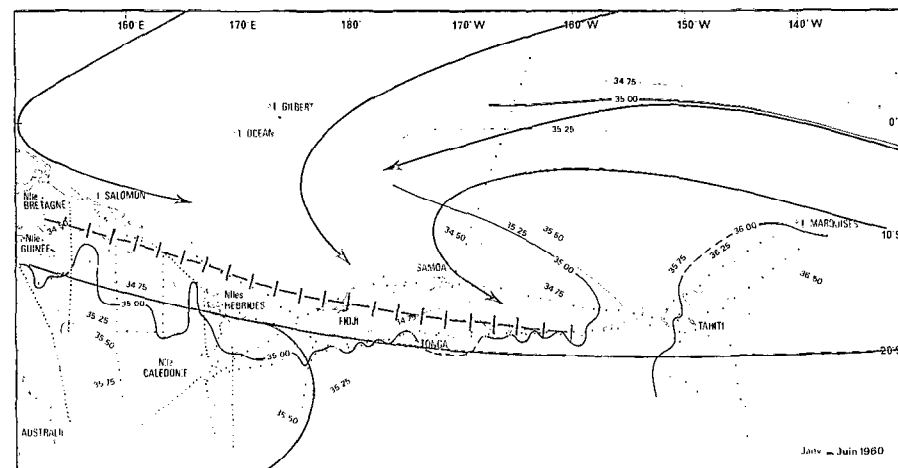 160°E 170°E 180° 170°W 160°W 150°W 140°W
34 75
35 00
35 25
0°
I GILBERT
I OCEAN
Nlle
BRETAGNE
I SALOMON
Nlle
GUINÉE
34 50
35.25
35 50
35 00
34 75
SAMOA
I MARQUISES
36 00
35 75
36 25
36 50
10°S
34.75
35 00
35 25
35 50
35 75
Nlles
HEBRIDES
FIDJI
TONGA
TAHITI
20°S
Nlle
CALEDONIE
35 00
35 25
35 50
AUSTRALIE
Janv – Juin 1960